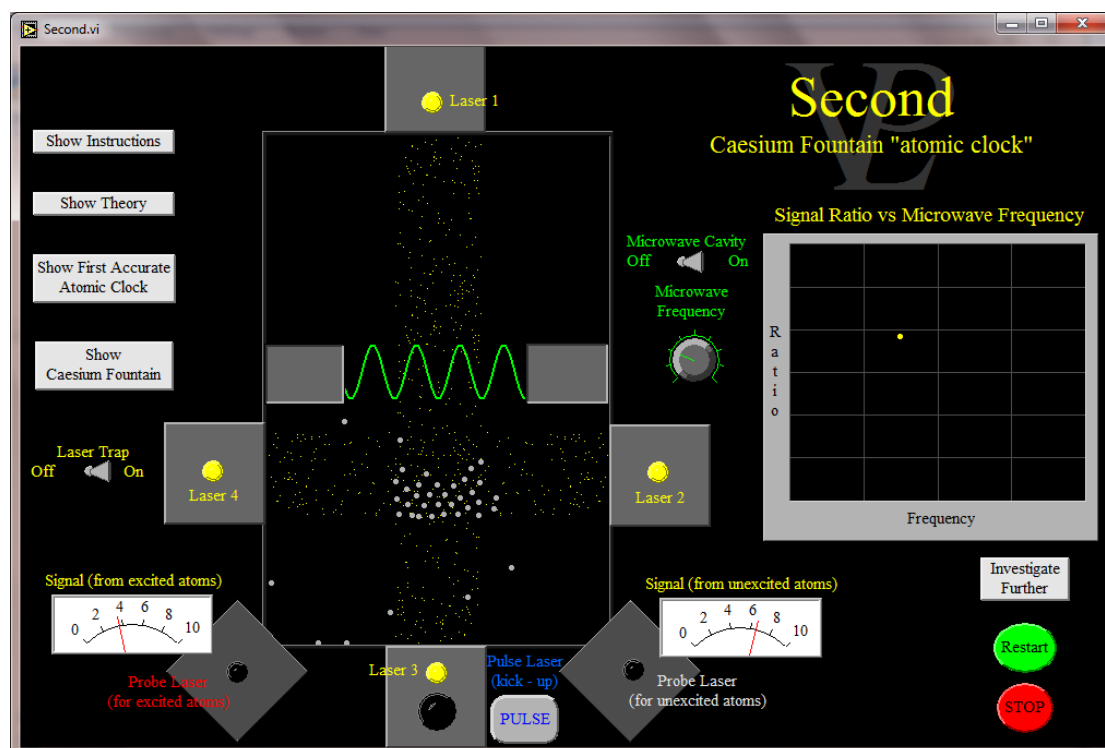 Second.vi
Laser 1
Second
Caesium Fountain "atomic clock"
VPL
Show Instructions
Show Theory
Show First Accurate
Atomic Clock
Show
Caesium Fountain
Signal Ratio vs Microwave Frequency
Microwave Cavity
Off On
Microwave
Frequency
Ratio
Frequency
Laser Trap
Off On
Laser 4
Laser 2
Signal (from excited atoms)
0 2 4 6 8 10
Signal (from unexcited atoms)
0 2 4 6 8 10
Investigate
Further
Restart
STOP
Laser 3
Probe Laser
(for excited atoms)
Pulse Laser
(kick - up)
PULSE
Probe Laser
(for unexcited atoms)